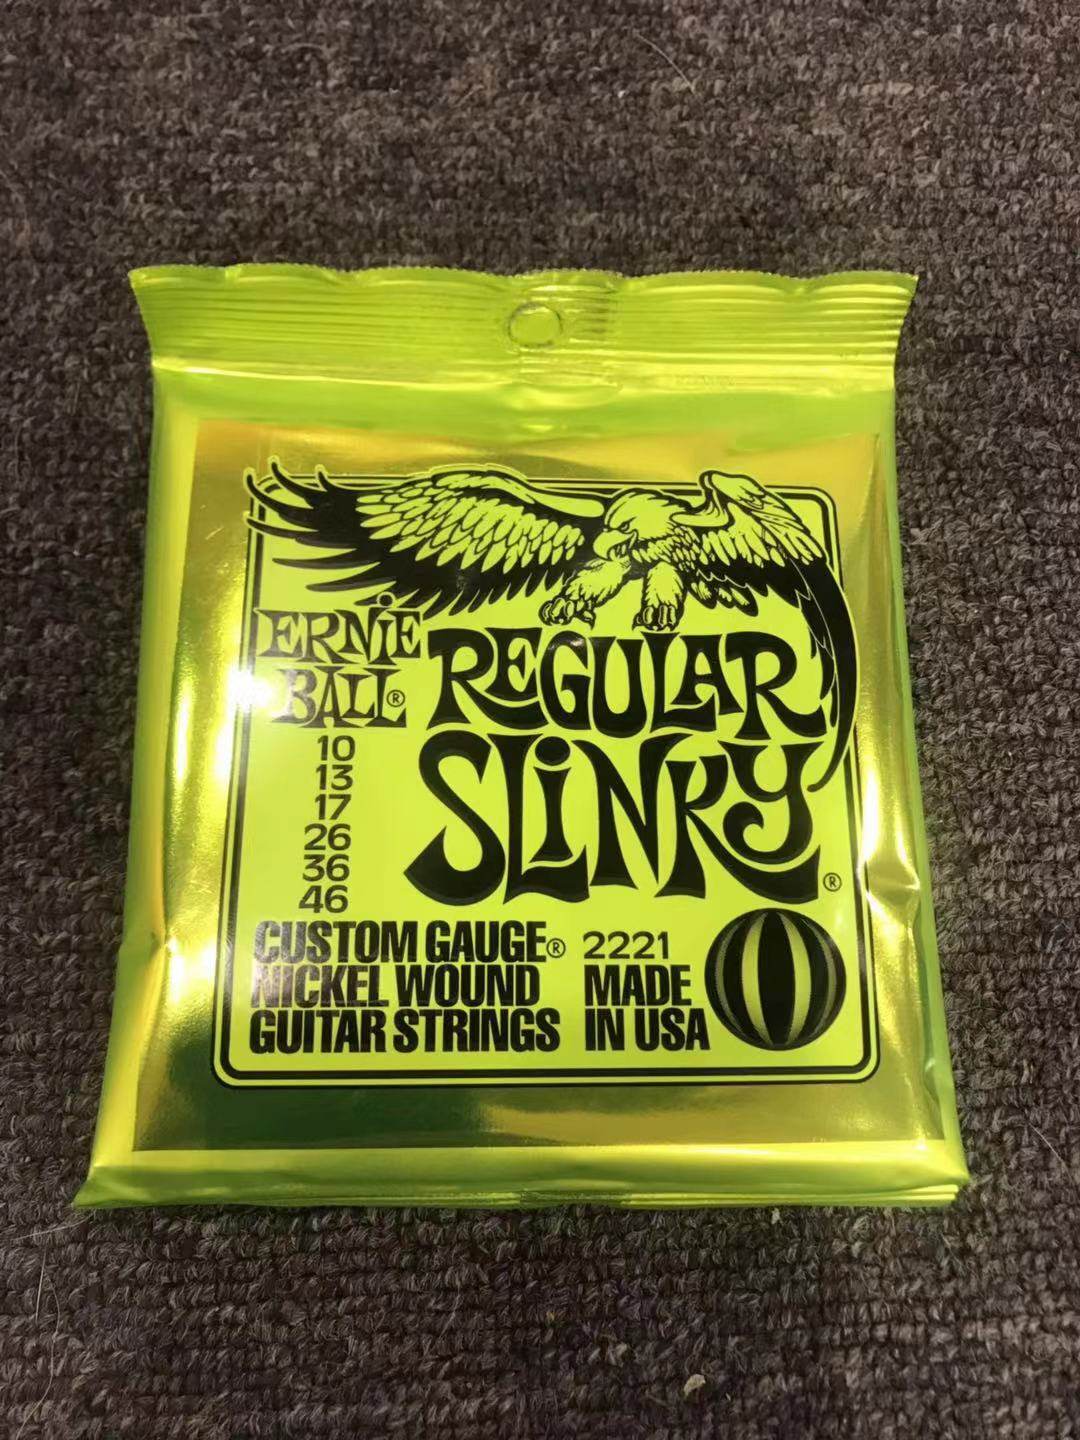 ERNIE
BALL®
REGULAR
SLINKY®
10
13
17
26
36
46
CUSTOM GAUGE®
NICKEL WOUND
GUITAR STRINGS
2221
MADE
IN USA